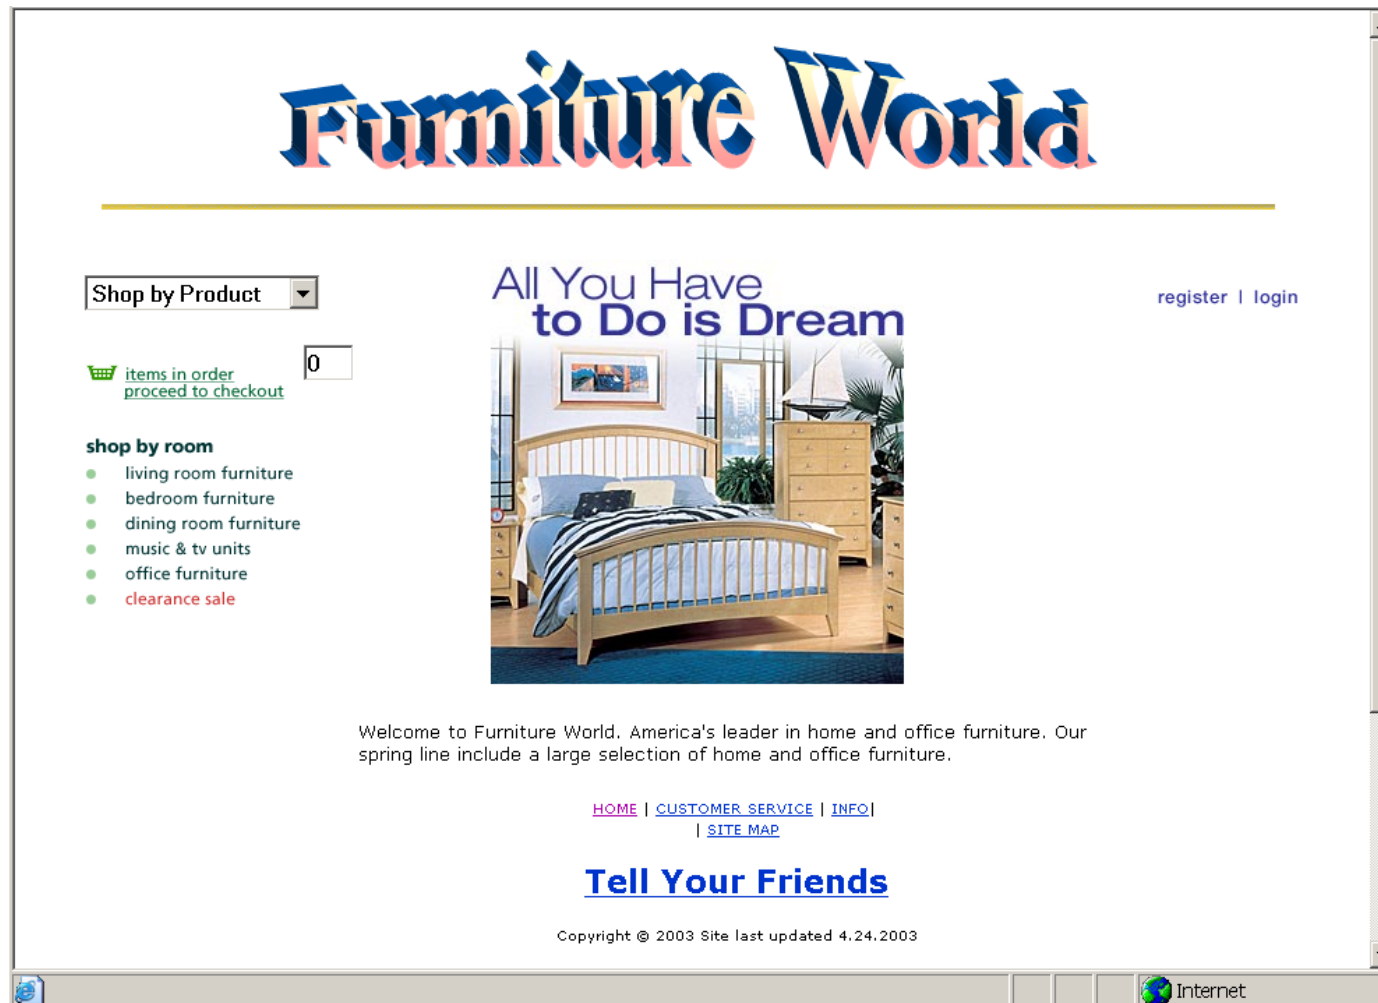 Furniture World
Shop by Product
All You Have
to Do is Dream
register | login
0
items in order
proceed to checkout
shop by room
living room furniture
bedroom furniture
dining room furniture
music & tv units
office furniture
clearance sale
Welcome to Furniture World. America's leader in home and office furniture. Our
spring line include a large selection of home and office furniture.
HOME | CUSTOMER SERVICE | INFO|
| SITE MAP
Tell Your Friends
Copyright © 2003 Site last updated 4.24.2003
Internet